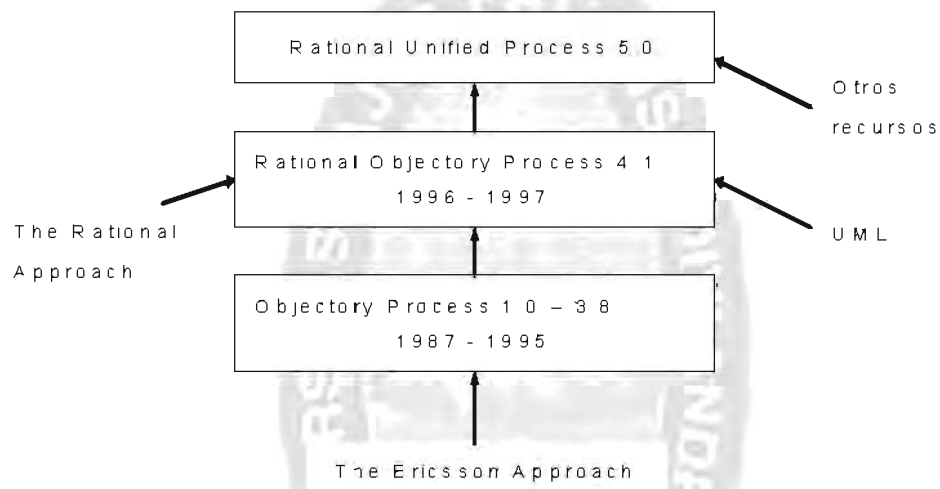 Rational Unified Process 5.0
Otros
recursos
Rational Objectory Process 4 1
1996 - 1997
The Rational
Approach
UML
Objectory Process 1 0 – 3 8
1987 - 1995
The Ericsson Approach